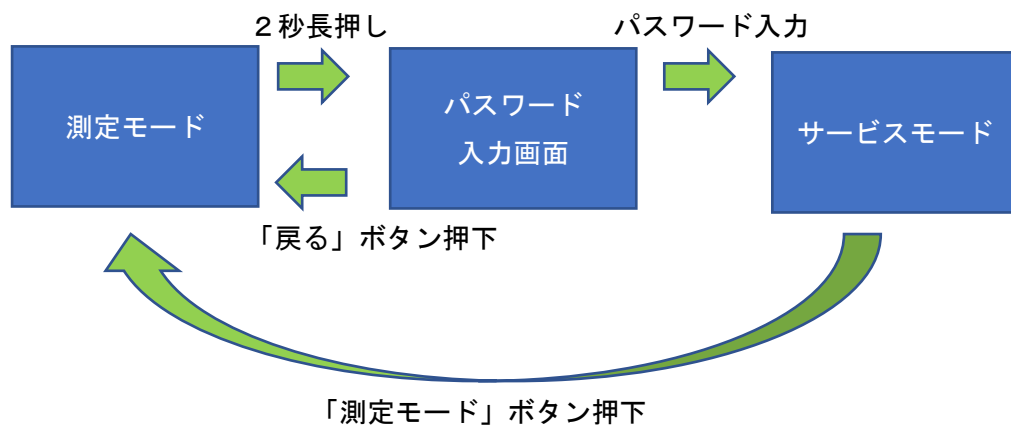 ２秒長押し
パスワード入力
測定モード
パスワード
入力画面
サービスモード
「戻る」ボタン押下
「測定モード」ボタン押下